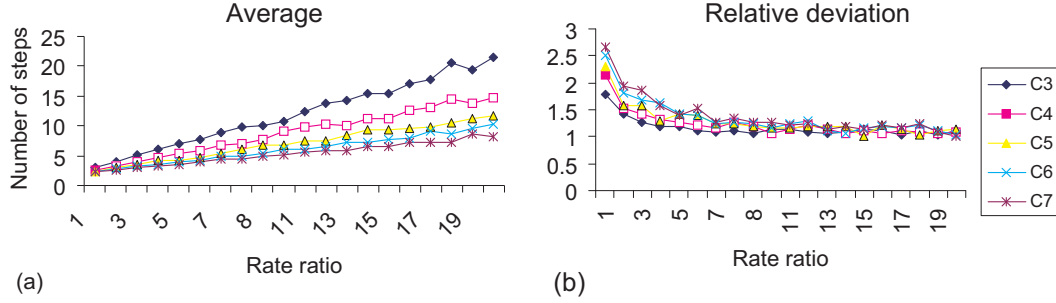 Average
Number of steps
25
20
15
10
5
0
1
3
5
7
9
11
13
15
17
19
Rate ratio
(a)
Relative deviation
3
2.5
2
1.5
1
0.5
0
1
3
5
7
9
11
13
15
17
19
Rate ratio
(b)
C3
C4
C5
C6
C7